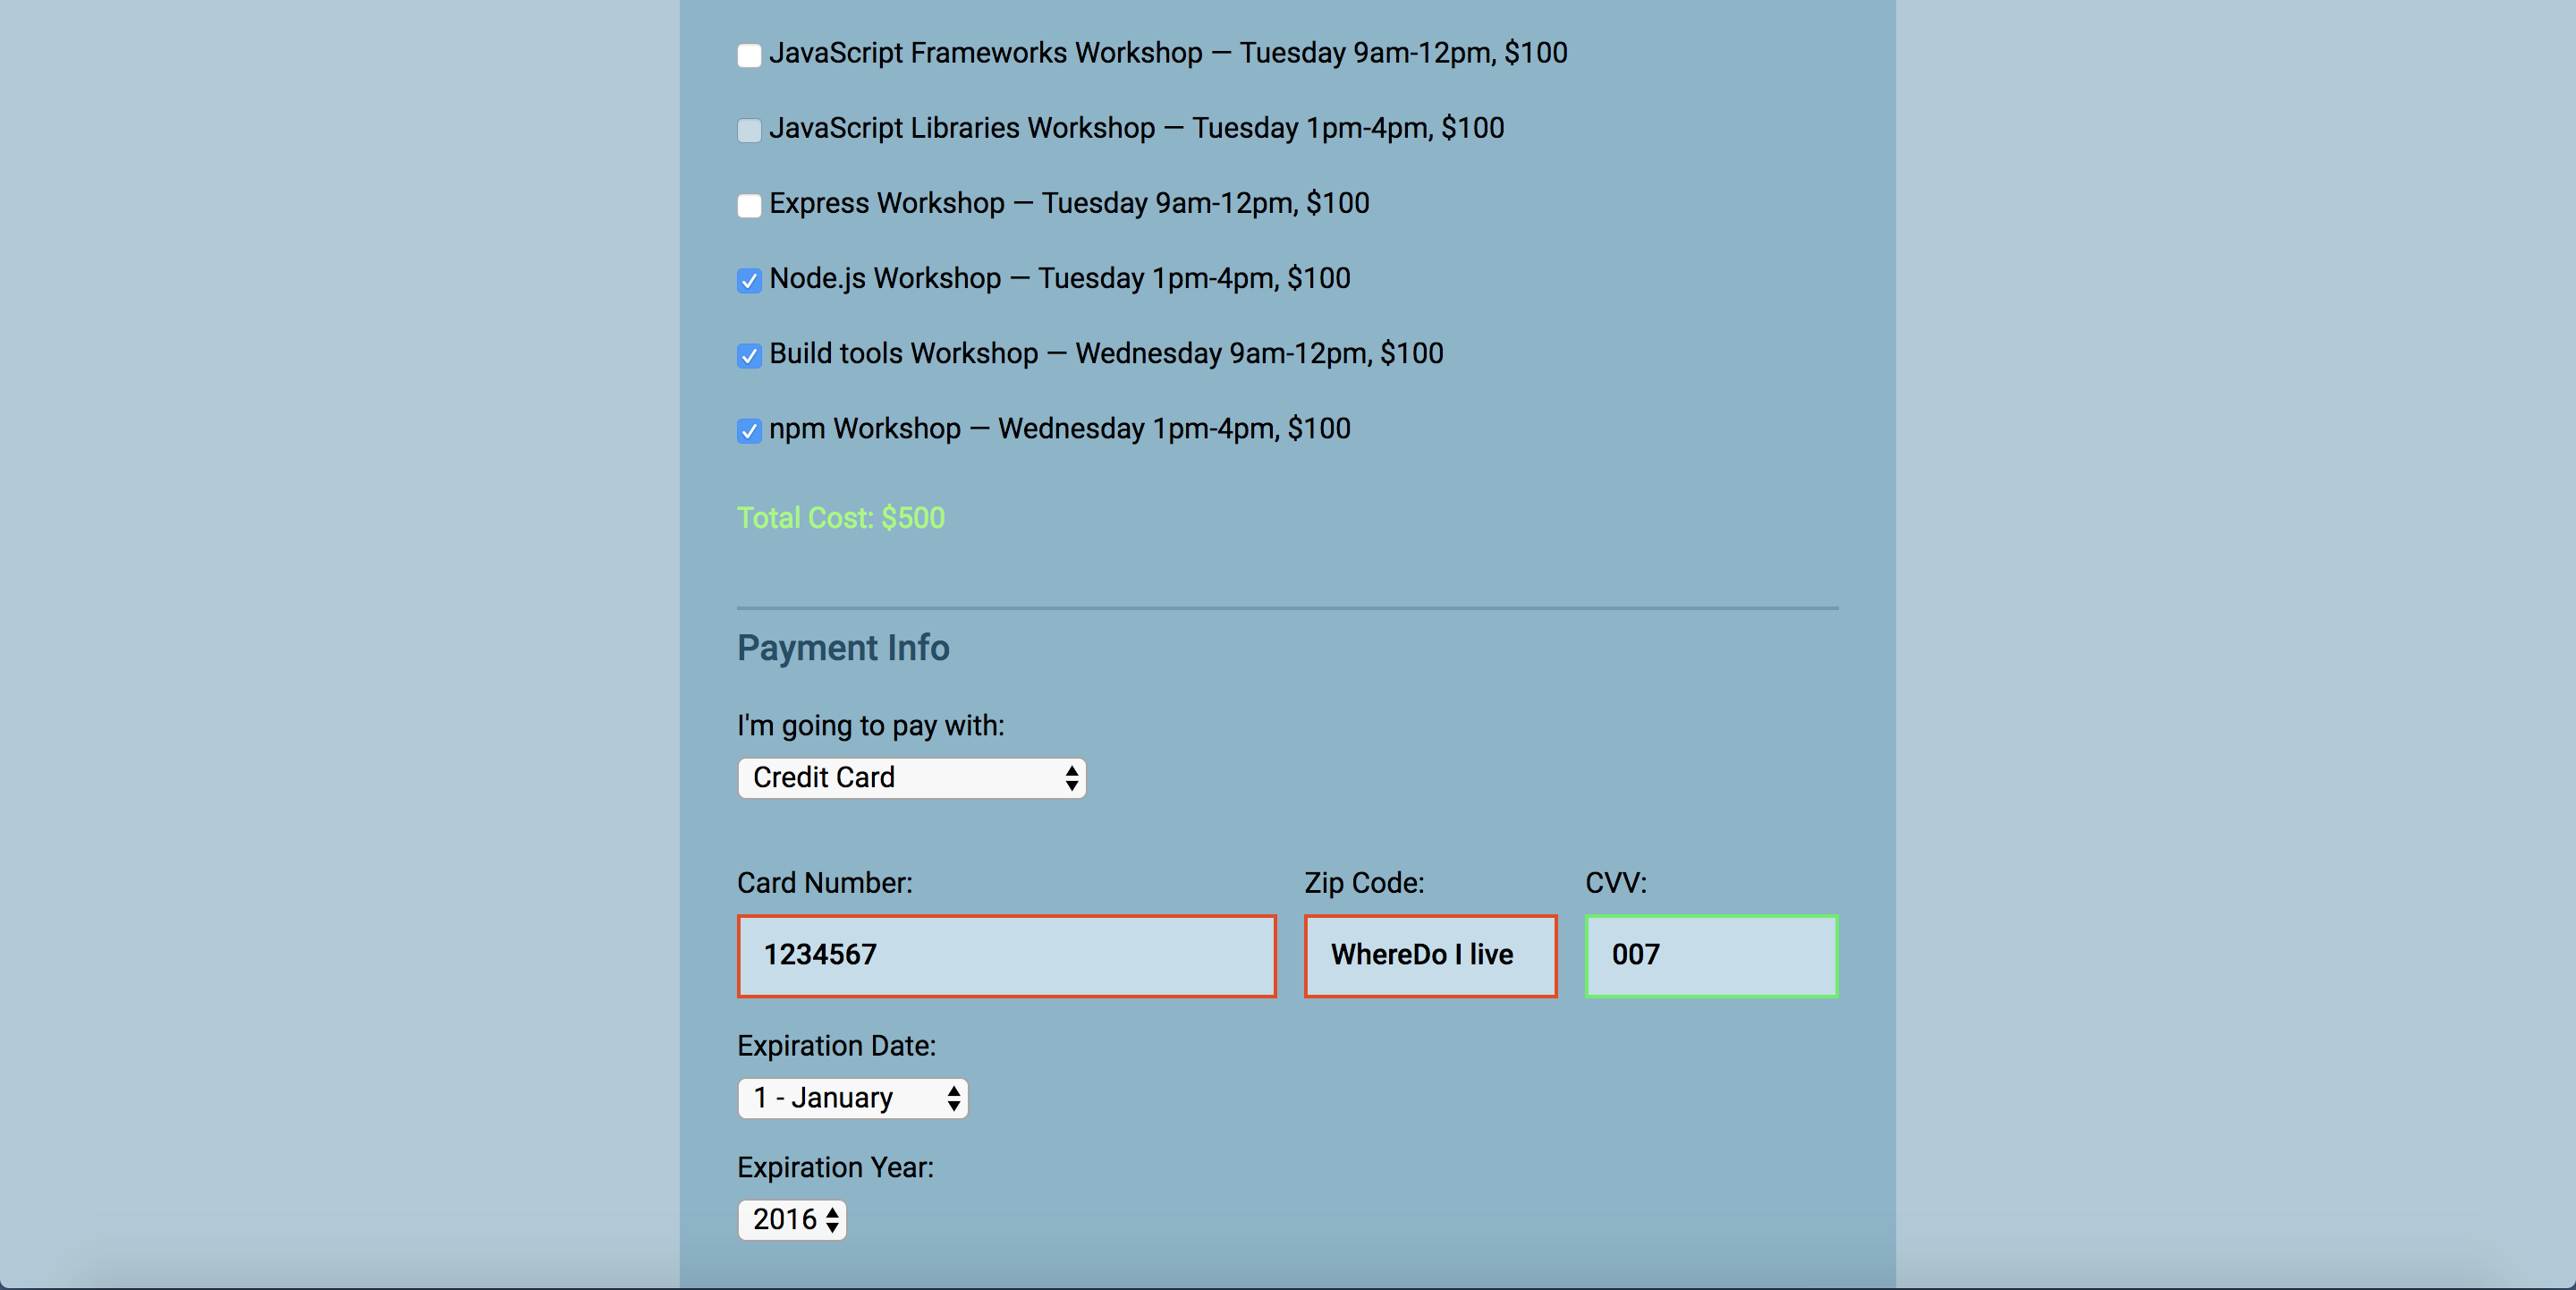 JavaScript Frameworks Workshop — Tuesday 9am-12pm, $100
JavaScript Libraries Workshop — Tuesday 1pm-4pm, $100
Express Workshop — Tuesday 9am-12pm, $100
Node.js Workshop — Tuesday 1pm-4pm, $100
Build tools Workshop — Wednesday 9am-12pm, $100
npm Workshop — Wednesday 1pm-4pm, $100
Total Cost: $500
Payment Info
I'm going to pay with:
Credit Card
Card Number: Zip Code: CVV:
1234567 WhereDo I live 007
Expiration Date:
1 - January
Expiration Year:
2016